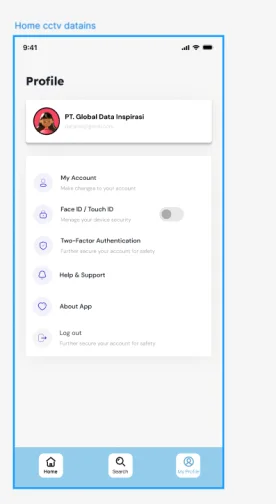 Home cctv datains
9:41
Profile
PT. Global Data Inspirasi
My Account
Make changes to your account
Face ID / Touch ID
Manage your device security
Two-Factor Authentication
Further secure your account for safety
Help & Support
About App
Log out
Further secure your account for safety
Home
Search
My Profile